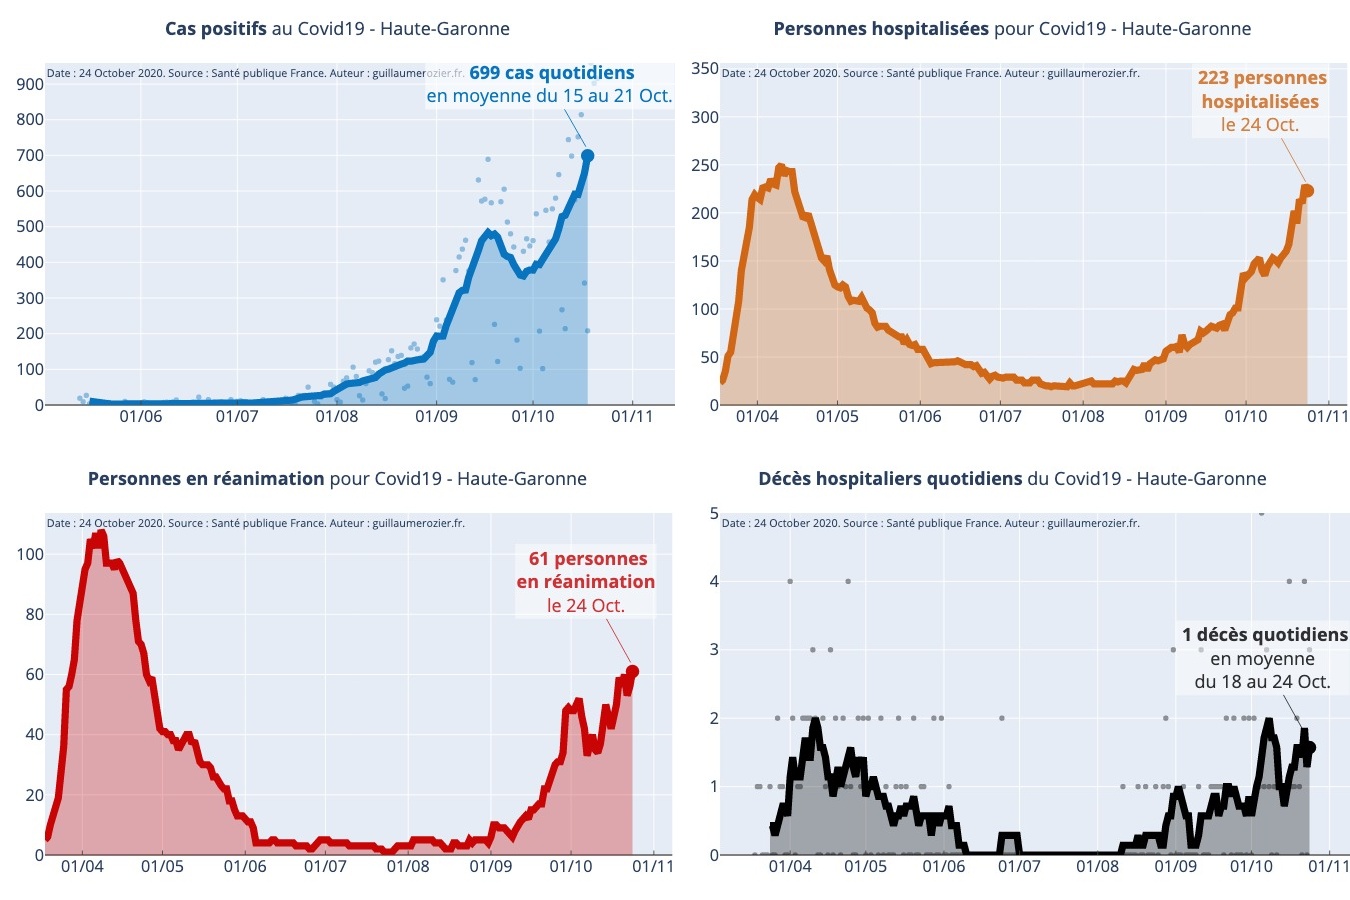 Cas positifs au Covid19 - Haute-Garonne
Date : 24 October 2020. Source : Santé publique France. Auteur : guillaumerozier.fr.
699 cas quotidiens
en moyenne du 15 au 21 Oct.
900
800
700
600
500
400
300
200
100
0
01/06 01/07 01/08 01/09 01/10 01/11
Personnes hospitalisées pour Covid19 - Haute-Garonne
Date : 24 October 2020. Source : Santé publique France. Auteur : guillaumerozier.fr.
223 personnes
hospitalisées
le 24 Oct.
350
300
250
200
150
100
50
0
01/04 01/05 01/06 01/07 01/08 01/09 01/10 01/11
Personnes en réanimation pour Covid19 - Haute-Garonne
Date : 24 October 2020. Source : Santé publique France. Auteur : guillaumerozier.fr.
61 personnes
en réanimation
le 24 Oct.
100
80
60
40
20
0
01/04 01/05 01/06 01/07 01/08 01/09 01/10 01/11
Décès hospitaliers quotidiens du Covid19 - Haute-Garonne
Date : 24 October 2020. Source : Santé publique France. Auteur : guillaumerozier.fr.
1 décès quotidiens
en moyenne
du 18 au 24 Oct.
5
4
3
2
1
0
01/04 01/05 01/06 01/07 01/08 01/09 01/10 01/11